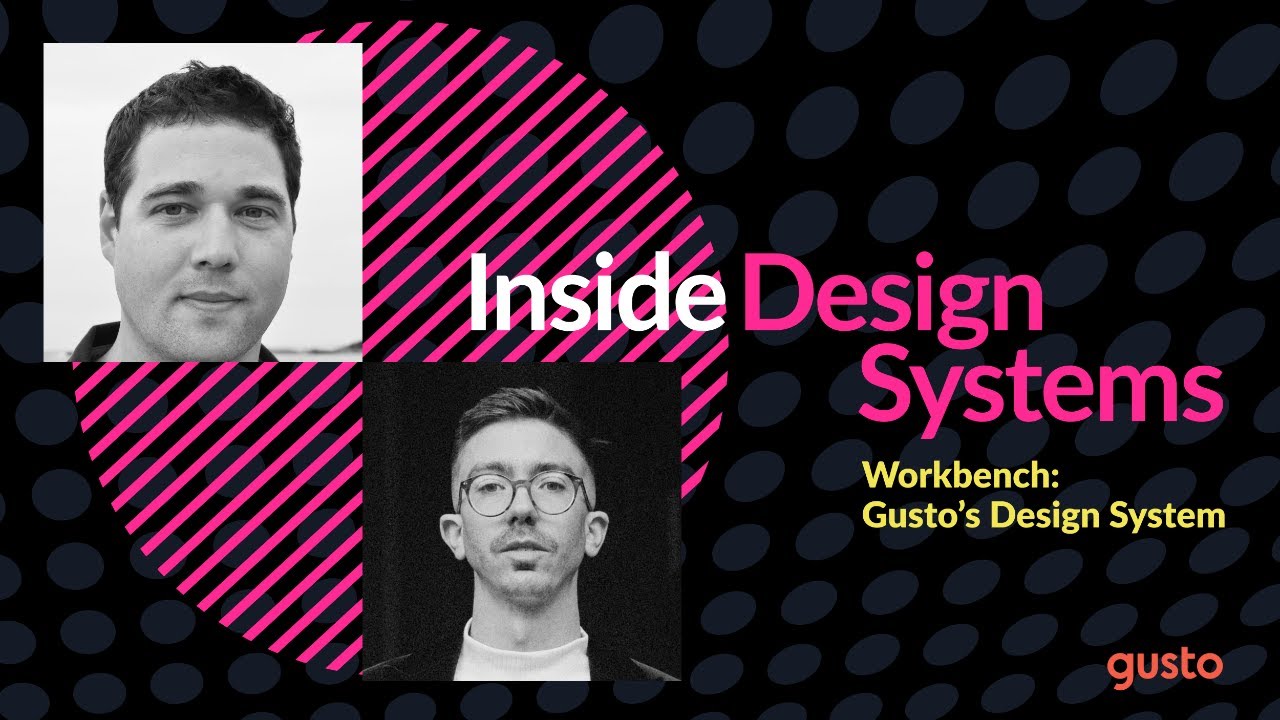 Inside Design
Systems
Workbench:
Gusto’s Design System
gusto